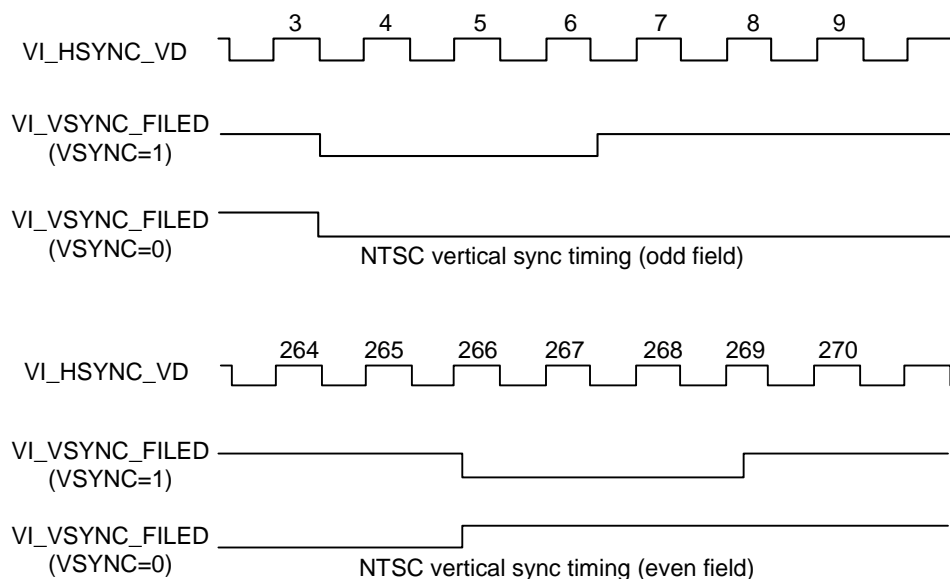 3 4 5 6 7 8 9
VI_HSYNC_VD
VI_VSYNC_FILED
(VSYNC=1)
VI_VSYNC_FILED
(VSYNC=0)
NTSC vertical sync timing (odd field)
264 265 266 267 268 269 270
VI_HSYNC_VD
VI_VSYNC_FILED
(VSYNC=1)
VI_VSYNC_FILED
(VSYNC=0)
NTSC vertical sync timing (even field)